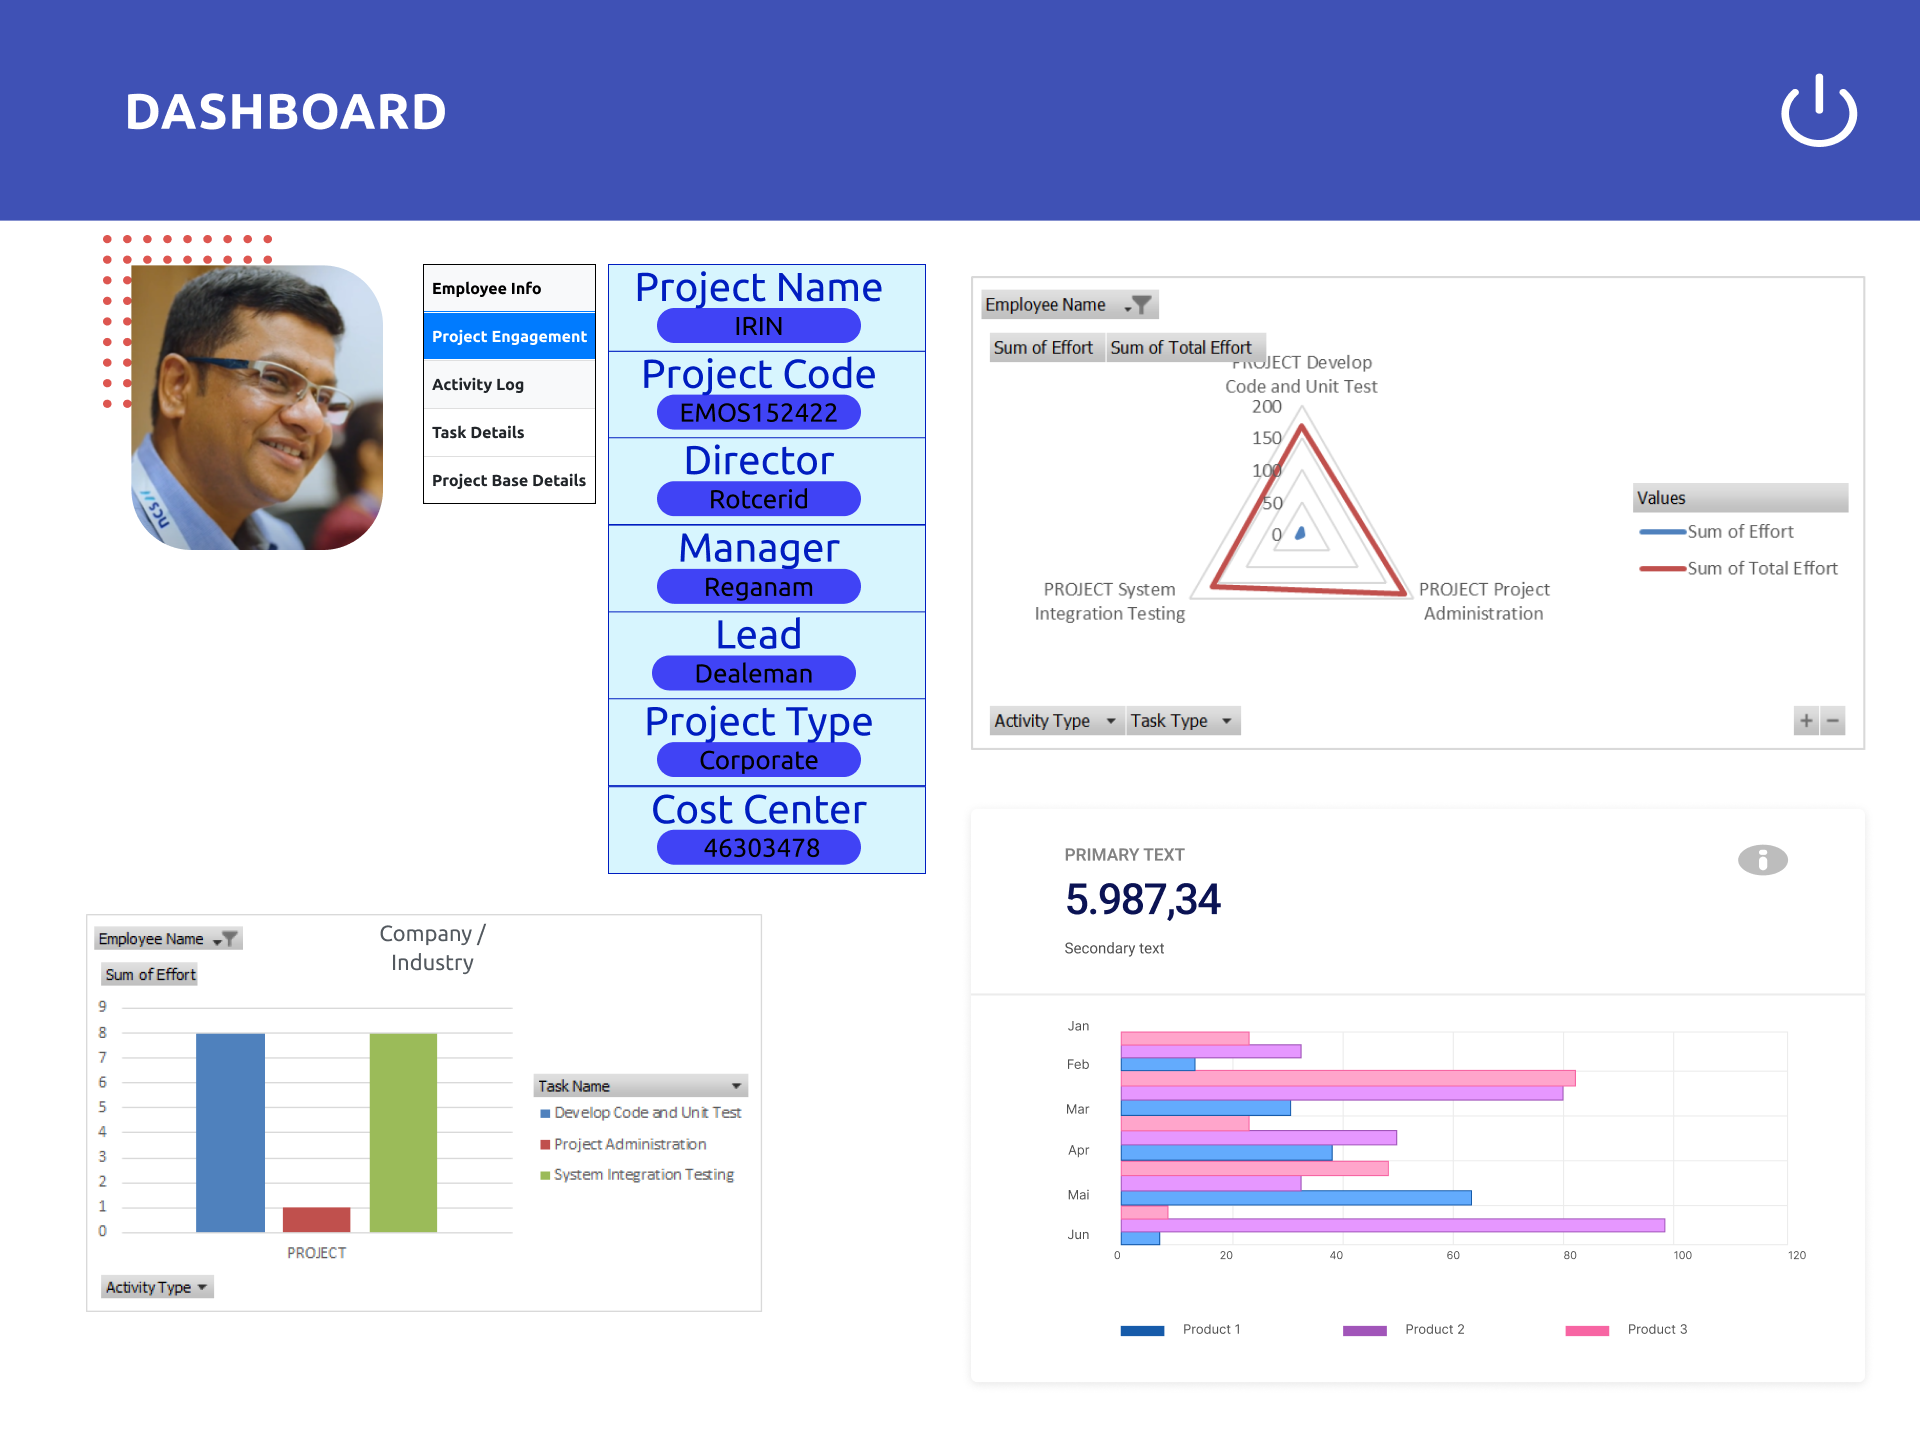 DASHBOARD
ncs//
Employee Info
Project Engagement
Activity Log
Task Details
Project Base Details
Project Name
IRIN
Project Code
EMOS152422
Director
Rotcerid
Manager
Reganam
Lead
Dealeman
Project Type
Corporate
Cost Center
46303478
Employee Name
Sum of Effort Sum of Total Effort
PROJECT Develop
Code and Unit Test
200
150
100
50
0
PROJECT System
Integration Testing
PROJECT Project
Administration
Values
Sum of Effort
Sum of Total Effort
Activity Type Task Type
+ −
PRIMARY TEXT
5.987,34
Secondary text
Jan
Feb
Mar
Apr
Mai
Jun
0 20 40 60 80 100 120
Product 1 Product 2 Product 3
Employee Name
Company /
Industry
Sum of Effort
9
8
7
6
5
4
3
2
1
0
PROJECT
Task Name
Develop Code and Unit Test
Project Administration
System Integration Testing
Activity Type